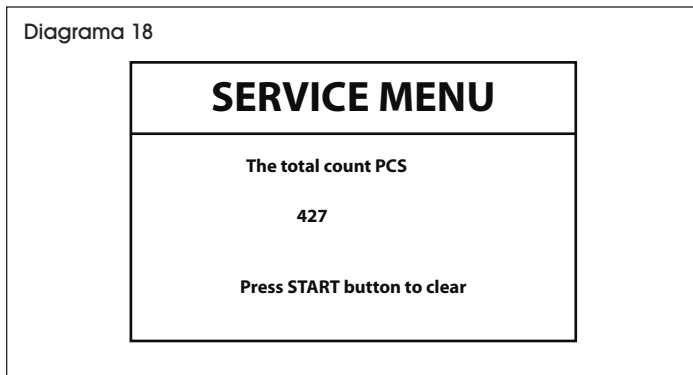 Diagrama 18
SERVICE MENU
The total count PCS
427
Press START button to clear